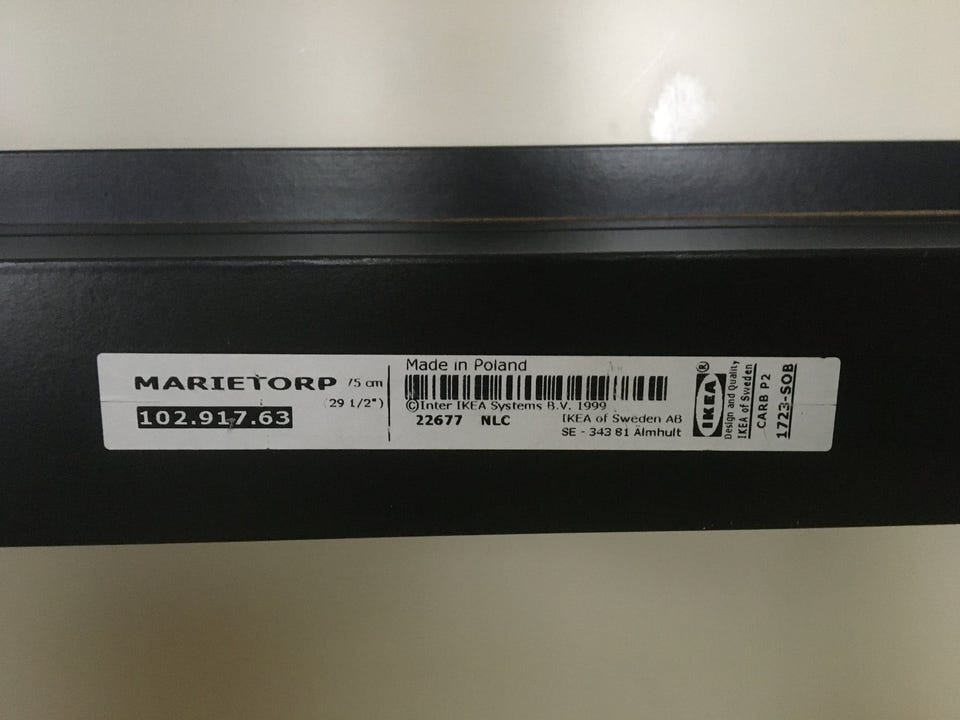 MARIETORP 75 cm
(29 1/2")
102.917.63
Made in Poland
©Inter IKEA Systems B.V. 1999
22677 NLC
IKEA of Sweden AB
SE - 343 81 Älmhult
IKEA®
Design and Quality,
IKEA of Sweden
CARB P2
1723-SOB